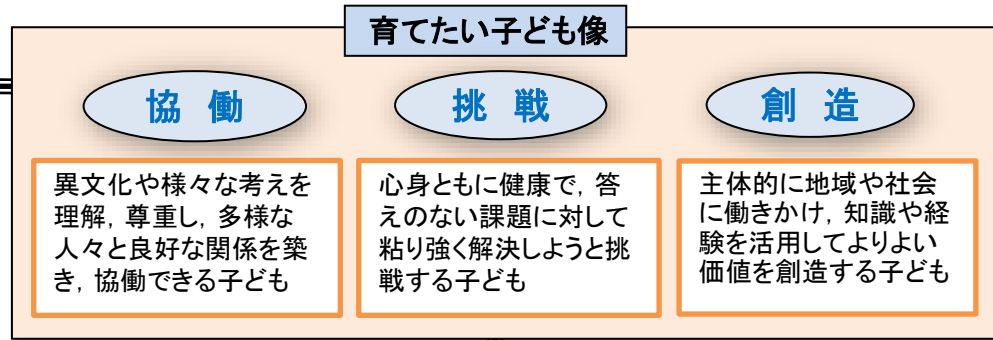 育てたい子ども像
協 働
異文化や様々な考えを
理解，尊重し，多様な
人々と良好な関係を築
き，協働できる子ども
挑 戦
心身ともに健康で，答
えのない課題に対して
粘り強く解決しようと挑
戦する子ども
創 造
主体的に地域や社会
に働きかけ，知識や経
験を活用してよりよい
価値を創造する子ども